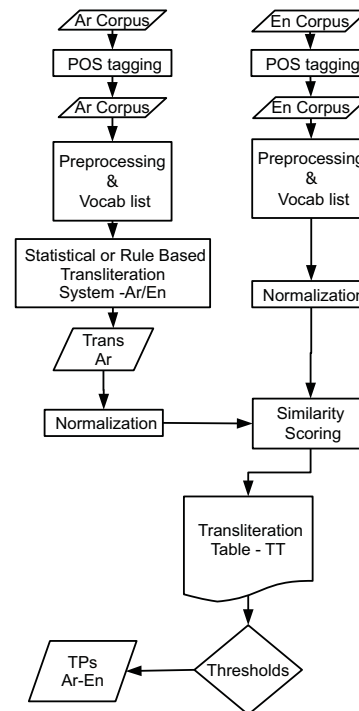 Ar Corpus
POS tagging
Ar Corpus
Preprocessing
&
Vocab list
Statistical or Rule Based
Transliteration
System -Ar/En
Trans
Ar
Normalization
En Corpus
POS tagging
En Corpus
Preprocessing
&
Vocab list
Normalization
Similarity
Scoring
Transliteration
Table - TT
Thresholds
TPs
Ar-En